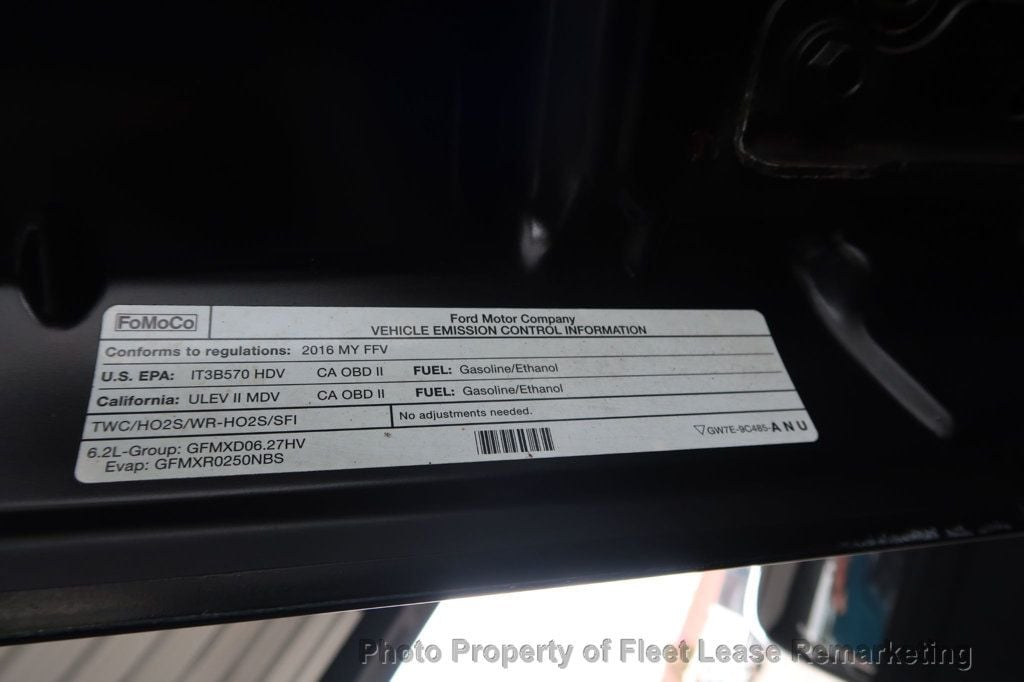 FoMoCo
Ford Motor Company
VEHICLE EMISSION CONTROL INFORMATION
Conforms to regulations: 2016 MY FFV
U.S. EPA: IT3B570 HDV CA OBD II FUEL: Gasoline/Ethanol
California: ULEV II MDV CA OBD II FUEL: Gasoline/Ethanol
TWC/HO2S/WR-HO2S/SFI No adjustments needed.
6.2L-Group: GFMXD06.27HV
Evap: GFMXR0250NBS
GW7E-9C485-ANU
Photo Property of Fleet Lease Remarketing